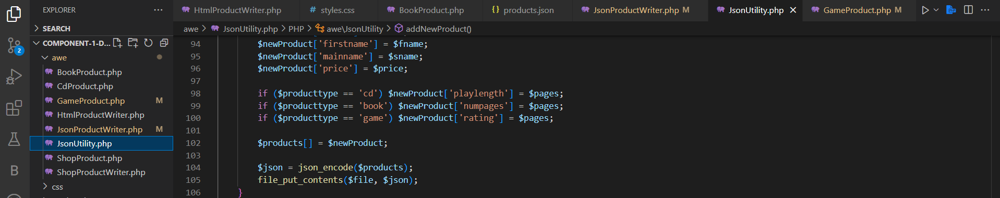 EXPLORER
SEARCH
COMPONENT-1-D...
awe
BookProduct.php
CdProduct.php
GameProduct.php M
HtmlProductWriter.php
JsonProductWriter.php M
JsonUtility.php
ShopProduct.php
ShopProductWriter.php
css
2
B
HtmlProductWriter.php # styles.css BookProduct.php {} products.json JsonProductWriter.php M JsonUtility.php GameProduct.php M
awe > JsonUtility.php > PHP > awe\JsonUtility > addNewProduct()
94 $newProduct['firstname'] = $fname;
95 $newProduct['mainname'] = $sname;
96 $newProduct['price'] = $price;
97
98 if ($producttype == 'cd') $newProduct['playlength'] = $pages;
99 if ($producttype == 'book') $newProduct['numpages'] = $pages;
100 if ($producttype == 'game') $newProduct['rating'] = $pages;
101
102 $products[] = $newProduct;
103
104 $json = json_encode($products);
105 file_put_contents($file, $json);
106 }